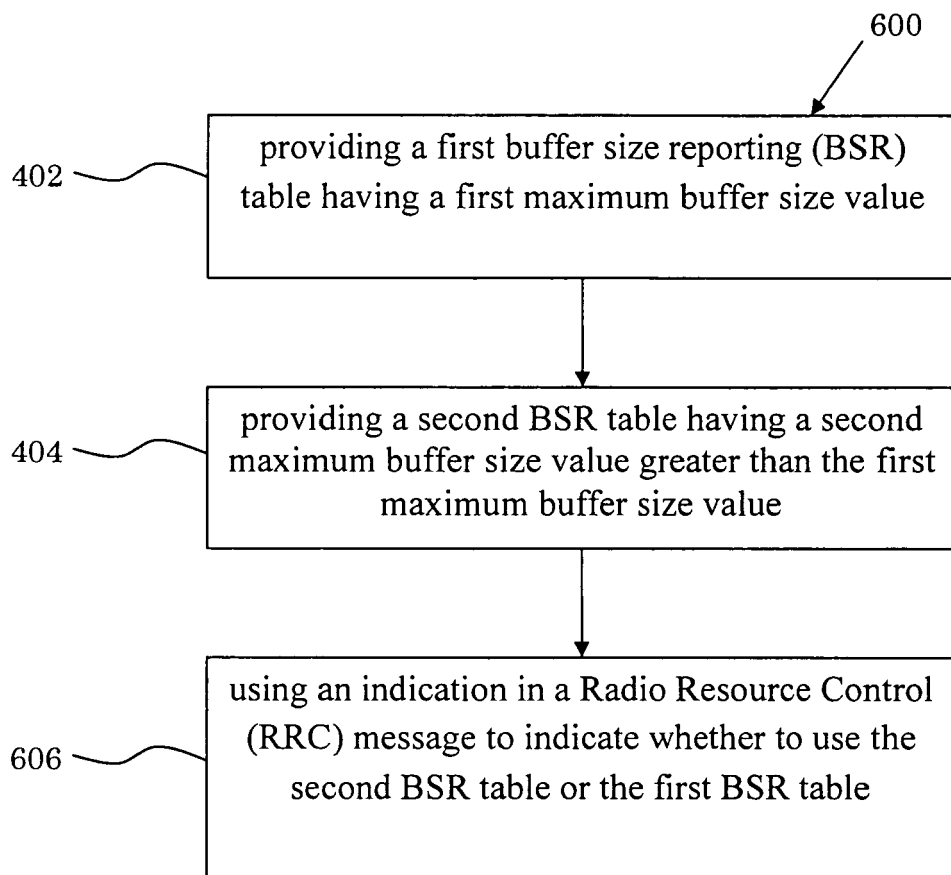 600
402
providing a first buffer size reporting (BSR)
table having a first maximum buffer size value
404
providing a second BSR table having a second
maximum buffer size value greater than the first
maximum buffer size value
606
using an indication in a Radio Resource Control
(RRC) message to indicate whether to use the
second BSR table or the first BSR table